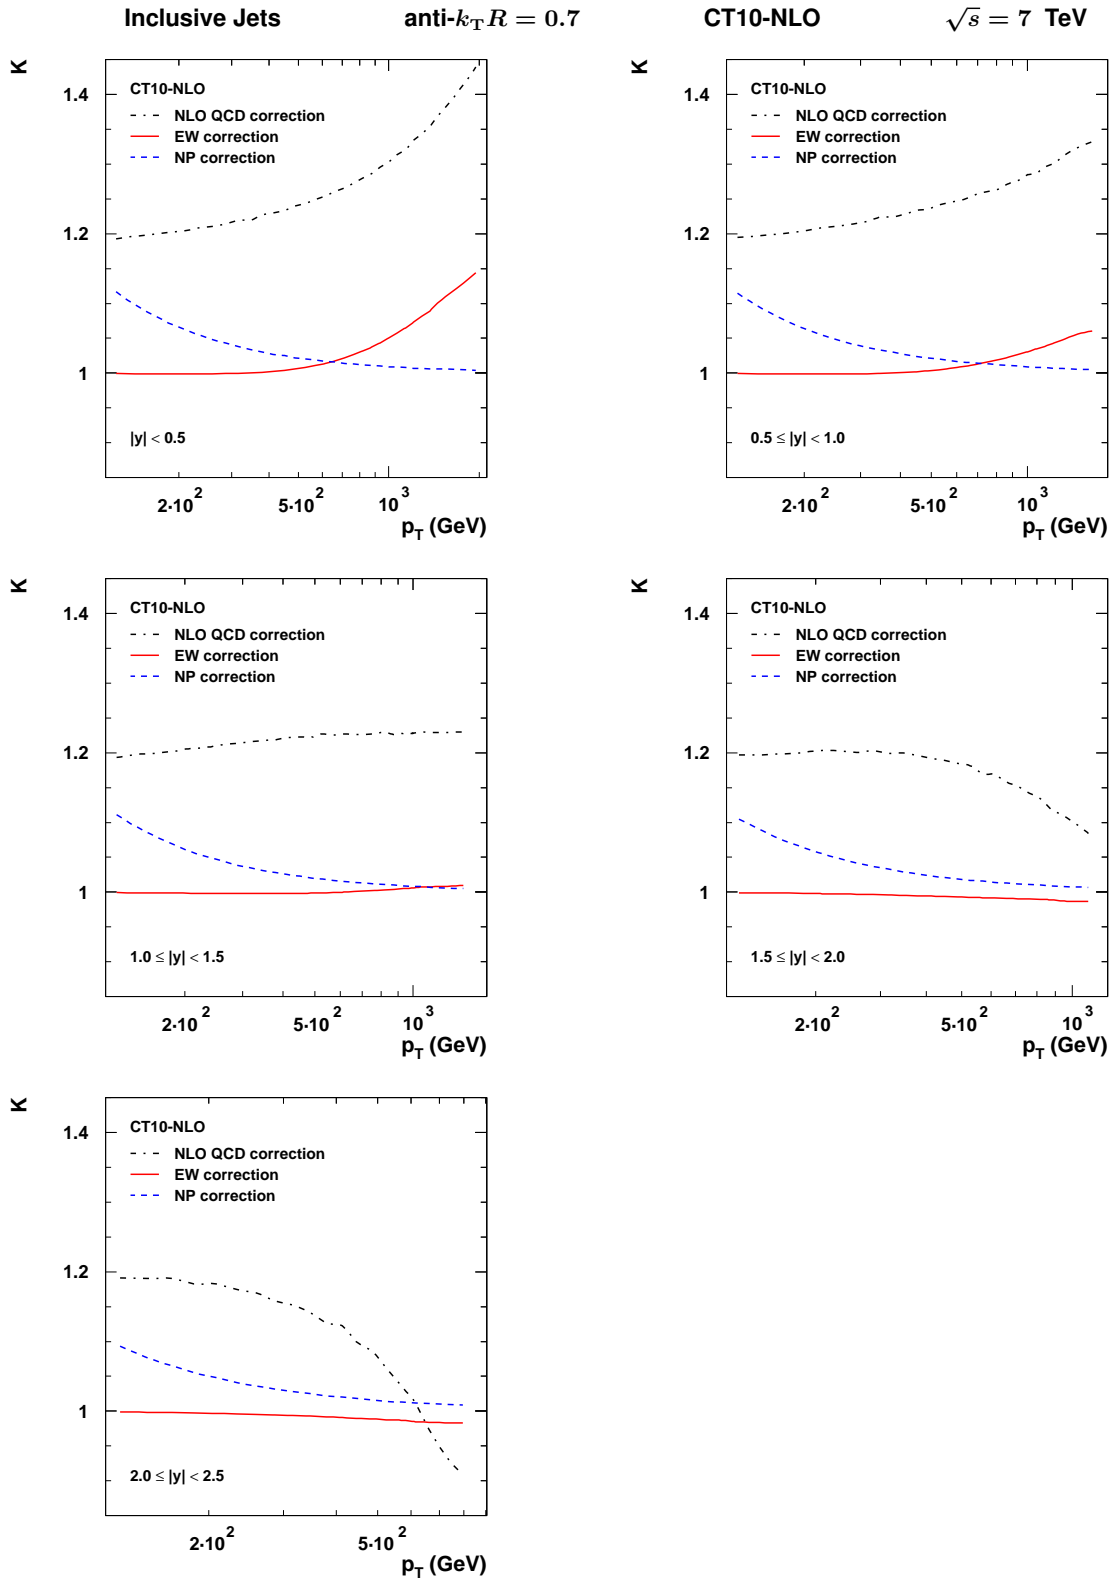 Inclusive Jets anti-k_T R = 0.7 CT10-NLO √s = 7 TeV
K
1.4
1.2
1
CT10-NLO
NLO QCD correction
EW correction
NP correction
|y| < 0.5
2·10^2 5·10^2 10^3
p_T (GeV)
K
1.4
1.2
1
CT10-NLO
NLO QCD correction
EW correction
NP correction
0.5 ≤ |y| < 1.0
2·10^2 5·10^2 10^3
p_T (GeV)
K
1.4
1.2
1
CT10-NLO
NLO QCD correction
EW correction
NP correction
1.0 ≤ |y| < 1.5
2·10^2 5·10^2 10^3
p_T (GeV)
K
1.4
1.2
1
CT10-NLO
NLO QCD correction
EW correction
NP correction
1.5 ≤ |y| < 2.0
2·10^2 5·10^2 10^3
p_T (GeV)
K
1.4
1.2
1
CT10-NLO
NLO QCD correction
EW correction
NP correction
2.0 ≤ |y| < 2.5
2·10^2 5·10^2
p_T (GeV)